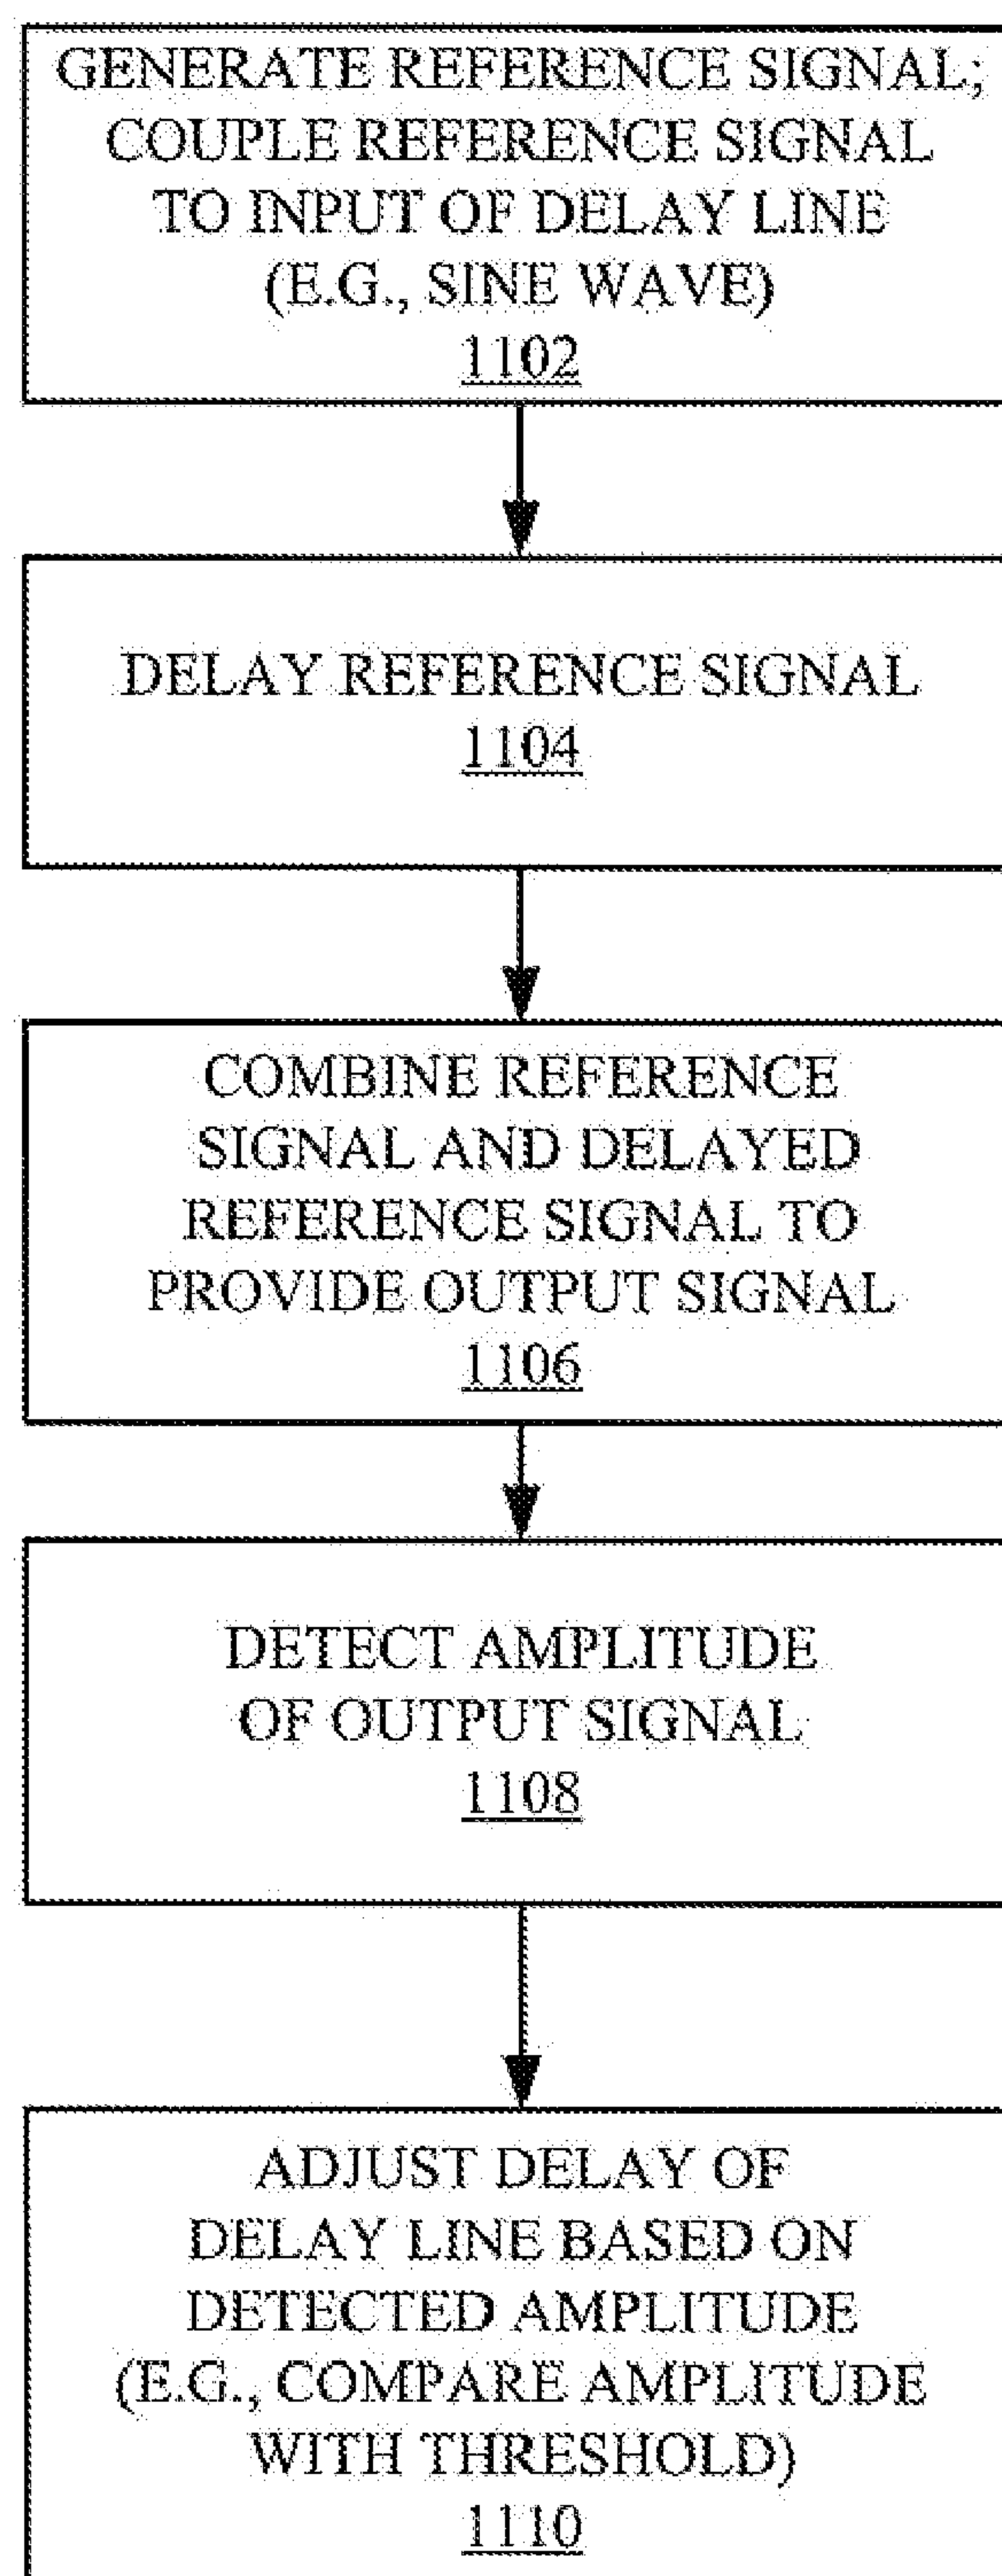 GENERATE REFERENCE SIGNAL;
COUPLE REFERENCE SIGNAL
TO INPUT OF DELAY LINE
(E.G., SINE WAVE)
1102
DELAY REFERENCE SIGNAL
1104
COMBINE REFERENCE
SIGNAL AND DELAYED
REFERENCE SIGNAL TO
PROVIDE OUTPUT SIGNAL
1106
DETECT AMPLITUDE
OF OUTPUT SIGNAL
1108
ADJUST DELAY OF
DELAY LINE BASED ON
DETECTED AMPLITUDE
(E.G., COMPARE AMPLITUDE
WITH THRESHOLD)
1110